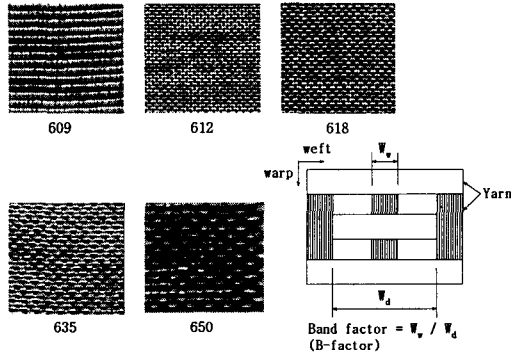 609
612
618
weft
W_w
warp
Yarn
W_d
635
650
Band factor = W_w / W_d
(B-factor)